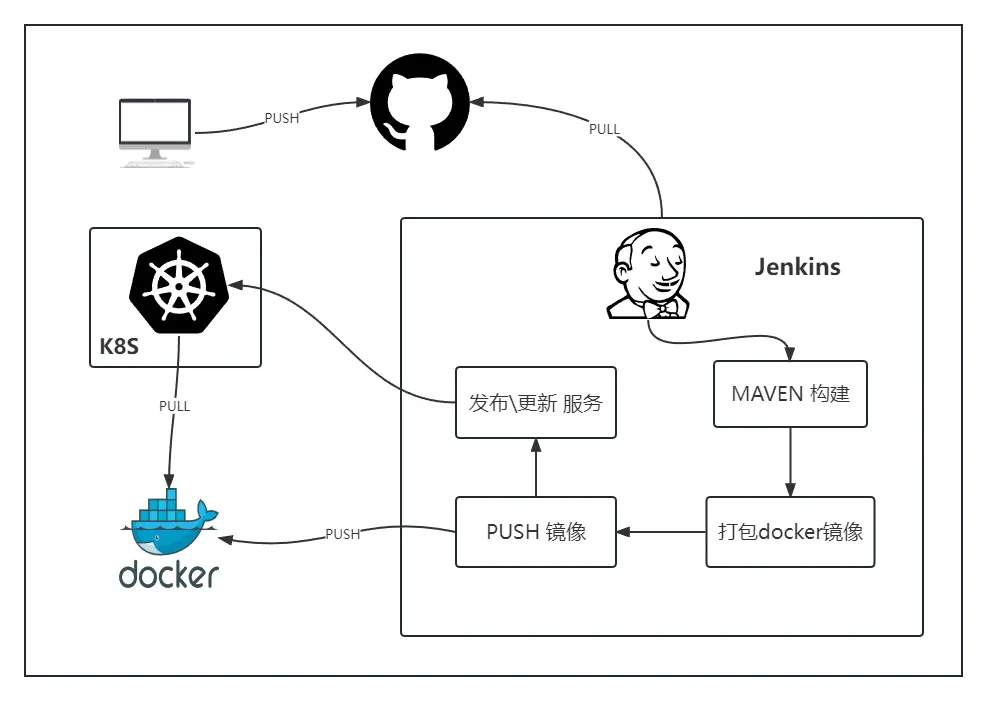 PUSH
PULL
Jenkins
K8S
MAVEN 构建
发布\更新 服务
PULL
PUSH 镜像
打包docker镜像
PUSH
docker